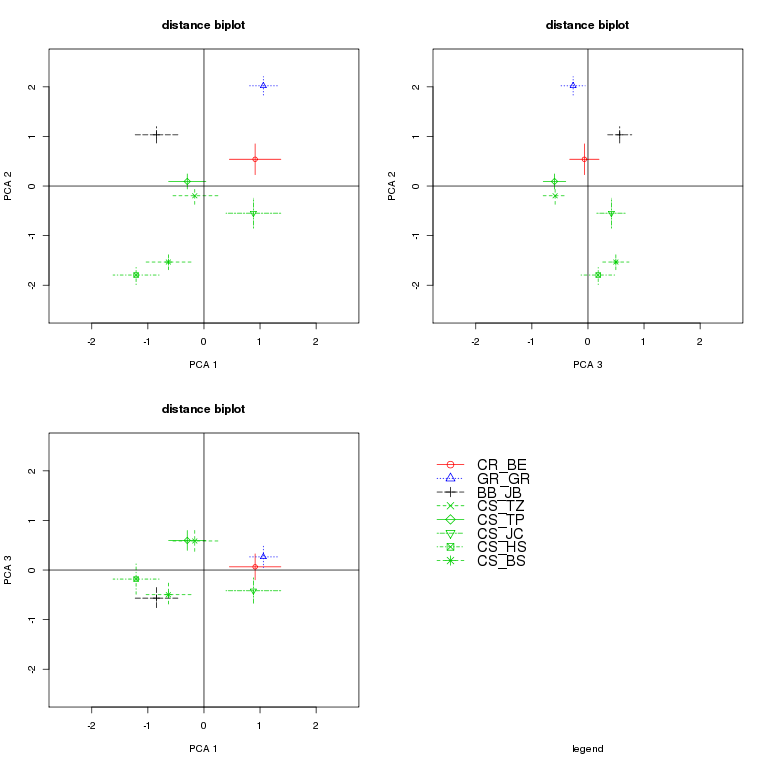 distance biplot
PCA 2
2
1
0
-1
-2
-2 -1 0 1 2
PCA 1
distance biplot
PCA 2
2
1
0
-1
-2
-2 -1 0 1 2
PCA 3
distance biplot
PCA 3
2
1
0
-1
-2
-2 -1 0 1 2
PCA 1
CR_BE
GR_GR
BB_JB
CS_TZ
CS_TP
CS_JC
CS_HS
CS_BS
legend